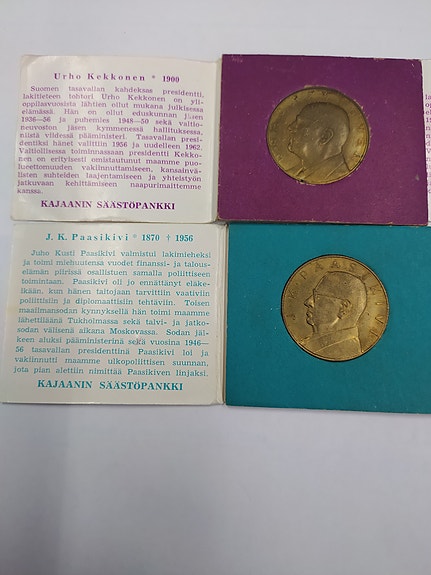 Urho Kekkonen * 1900
Suomen tasavallan kahdeksas presidentti,
lakitieteen tohtori Urho Kekkonen on yli-
oppilasvuosista lähtien ollut mukana julkisessa
elämässä. Hän on ollut eduskunnan jäsen
1936—56 ja puhemies 1948—50 sekä valtio-
neuvoston jäsen kymmenessä hallituksessa,
niistä viidessä pääministeri. Tasavallan presi-
dentiksi hänet valittiin 1956 ja uudelleen 1962.
Valtiollisessa toiminnassaan presidentti Kekko-
nen on erityisesti omistautunut maamme puo-
lueettomuuden vakiinnuttamiseen, kansainvä-
listen suhteiden laajentamiseen ja yhteistyön
jatkuvaan kehittämiseen naapurimaittemme
kanssa.
KAJAANIN SÄÄSTÖPANKKI
J. K. Paasikivi * 1870 † 1956
Juho Kusti Paasikivi valmistui lakimieheksi
ja toimi miehuutensa vuodet finanssi- ja talous-
elämän piirissä osallistuen samalla poliittiseen
toimintaan. Paasikivi oli jo ennättänyt eläke-
ikään, kun hänen taitojaan tarvittiin vaativiin
poliittisiin ja diplomaattisiin tehtäviin. Toisen
maailmansodan kynnyksellä hän toimi maamme
lähettiläänä Tukholmassa sekä talvi- ja jatko-
sodan välisenä aikana Moskovassa. Sodan jäl-
keen aluksi pääministerinä sekä vuosina 1946—
56 tasavallan presidenttinä Paasikivi loi ja
vakiinnutti maamme ulkopoliittisen suunnan,
jota pian alettiin nimittää Paasikiven linjaksi.
KAJAANIN SÄÄSTÖPANKKI
PAASIKIVI